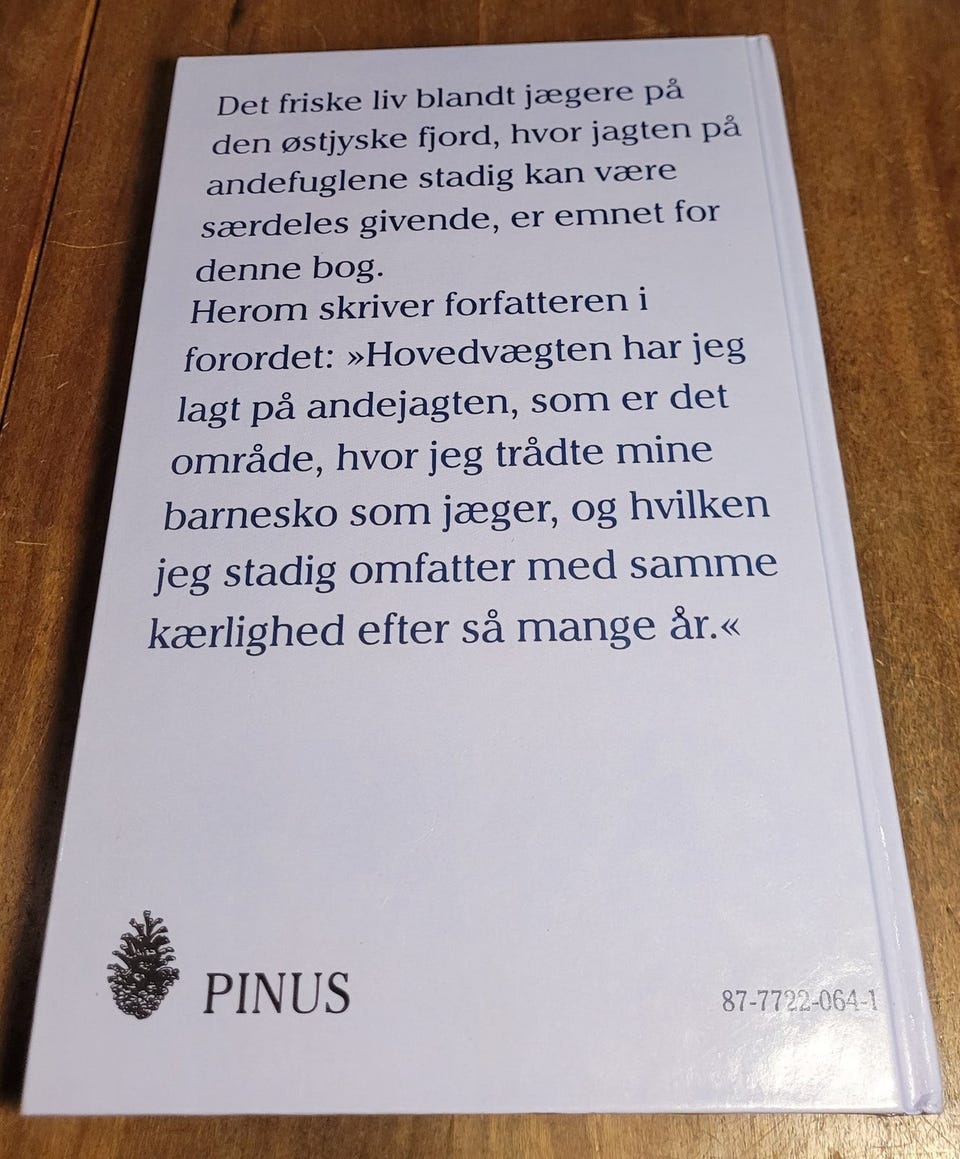 Det friske liv blandt jægere på
den østjyske fjord, hvor jagten på
andefuglene stadig kan være
særdeles givende, er emnet for
denne bog.
Herom skriver forfatteren i
forordet: »Hovedvægten har jeg
lagt på andejagten, som er det
område, hvor jeg trådte mine
barnesko som jæger, og hvilken
jeg stadig omfatter med samme
kærlighed efter så mange år.«
PINUS
87-7722-064-1